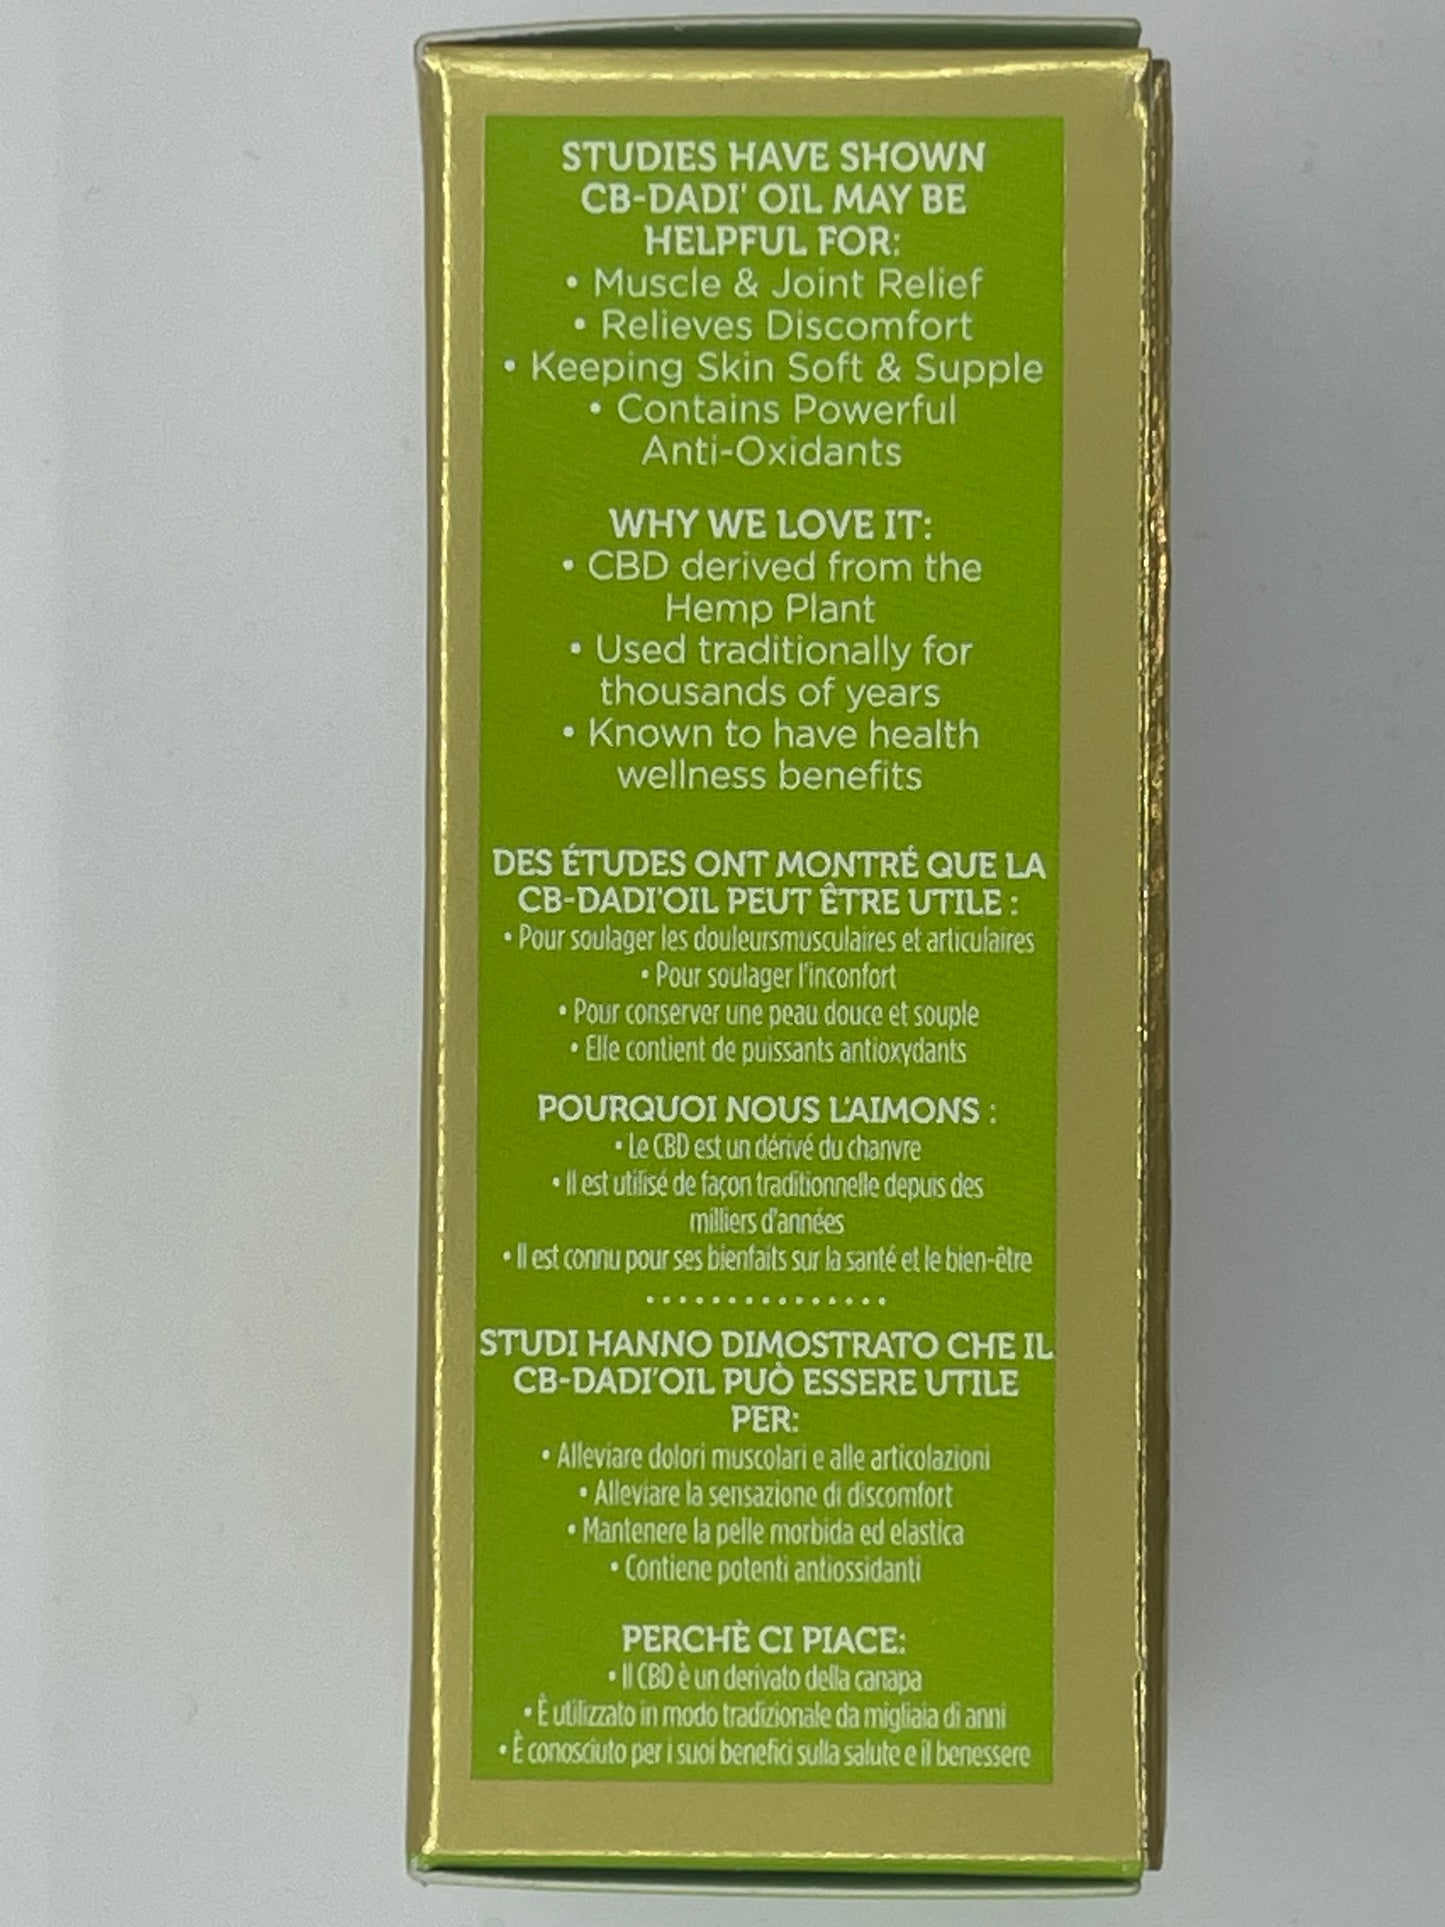 STUDIES HAVE SHOWN
CB-DADI' OIL MAY BE
HELPFUL FOR:
• Muscle & Joint Relief
• Relieves Discomfort
• Keeping Skin Soft & Supple
• Contains Powerful
Anti-Oxidants
WHY WE LOVE IT:
• CBD derived from the
Hemp Plant
• Used traditionally for
thousands of years
• Known to have health
wellness benefits
DES ÉTUDES ONT MONTRÉ QUE LA
CB-DADI'OIL PEUT ÊTRE UTILE :
• Pour soulager les douleursmusculaires et articulaires
• Pour soulager l'inconfort
• Pour conserver une peau douce et souple
• Elle contient de puissants antioxydants
POURQUOI NOUS L'AIMONS :
• Le CBD est un dérivé du chanvre
• Il est utilisé de façon traditionnelle depuis des
milliers d'années
• Il est connu pour ses bienfaits sur la santé et le bien-être
STUDI HANNO DIMOSTRATO CHE IL
CB-DADI'OIL PUÒ ESSERE UTILE
PER:
• Alleviare dolori muscolari e alle articolazioni
• Alleviare la sensazione di discomfort
• Mantenere la pelle morbida ed elastica
• Contiene potenti antiossidanti
PERCHÈ CI PIACE:
• Il CBD è un derivato della canapa
• È utilizzato in modo tradizionale da migliaia di anni
• È conosciuto per i suoi benefici sulla salute e il benessere